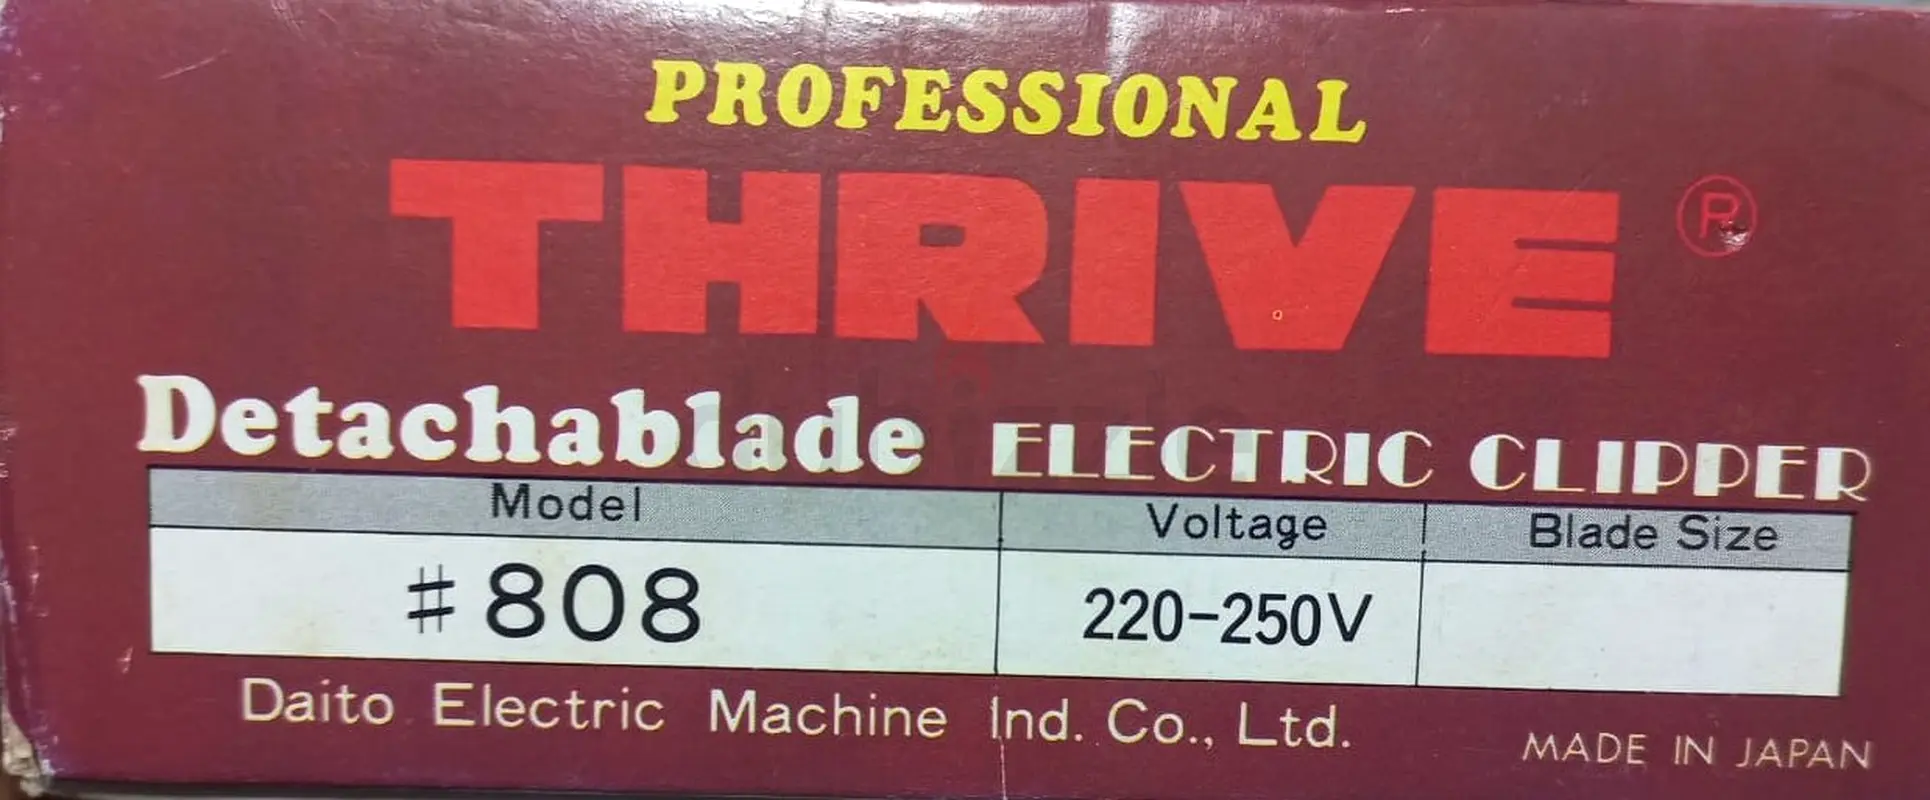 PROFESSIONAL
THRIVE ®
Detachablade ELECTRIC CLIPPER
Model Voltage Blade Size
#808 220-250V
Daito Electric Machine Ind. Co., Ltd.
MADE IN JAPAN